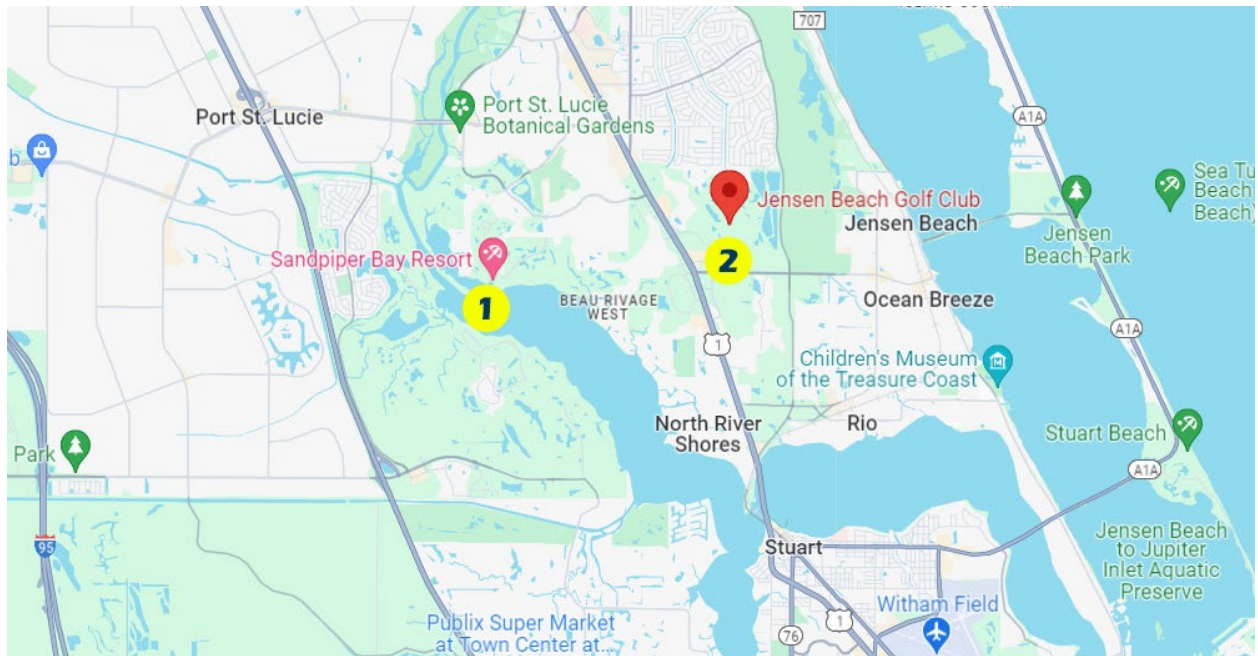 707
Port St. Lucie
Port St. Lucie
Botanical Gardens
A1A
Sea Tu
Beach
Beach)
b
Jensen Beach Golf Club
Jensen Beach
Jensen
Beach Park
Sandpiper Bay Resort
2
1
BEAU RIVAGE
WEST
Ocean Breeze
A1A
1
Children's Museum
of the Treasure Coast
North River
Shores
Rio
Stuart Beach
Park
A1A
95
Stuart
Jensen Beach
to Jupiter
Inlet Aquatic
Preserve
Witham Field
Publix Super Market
at Town Center at...
76
1